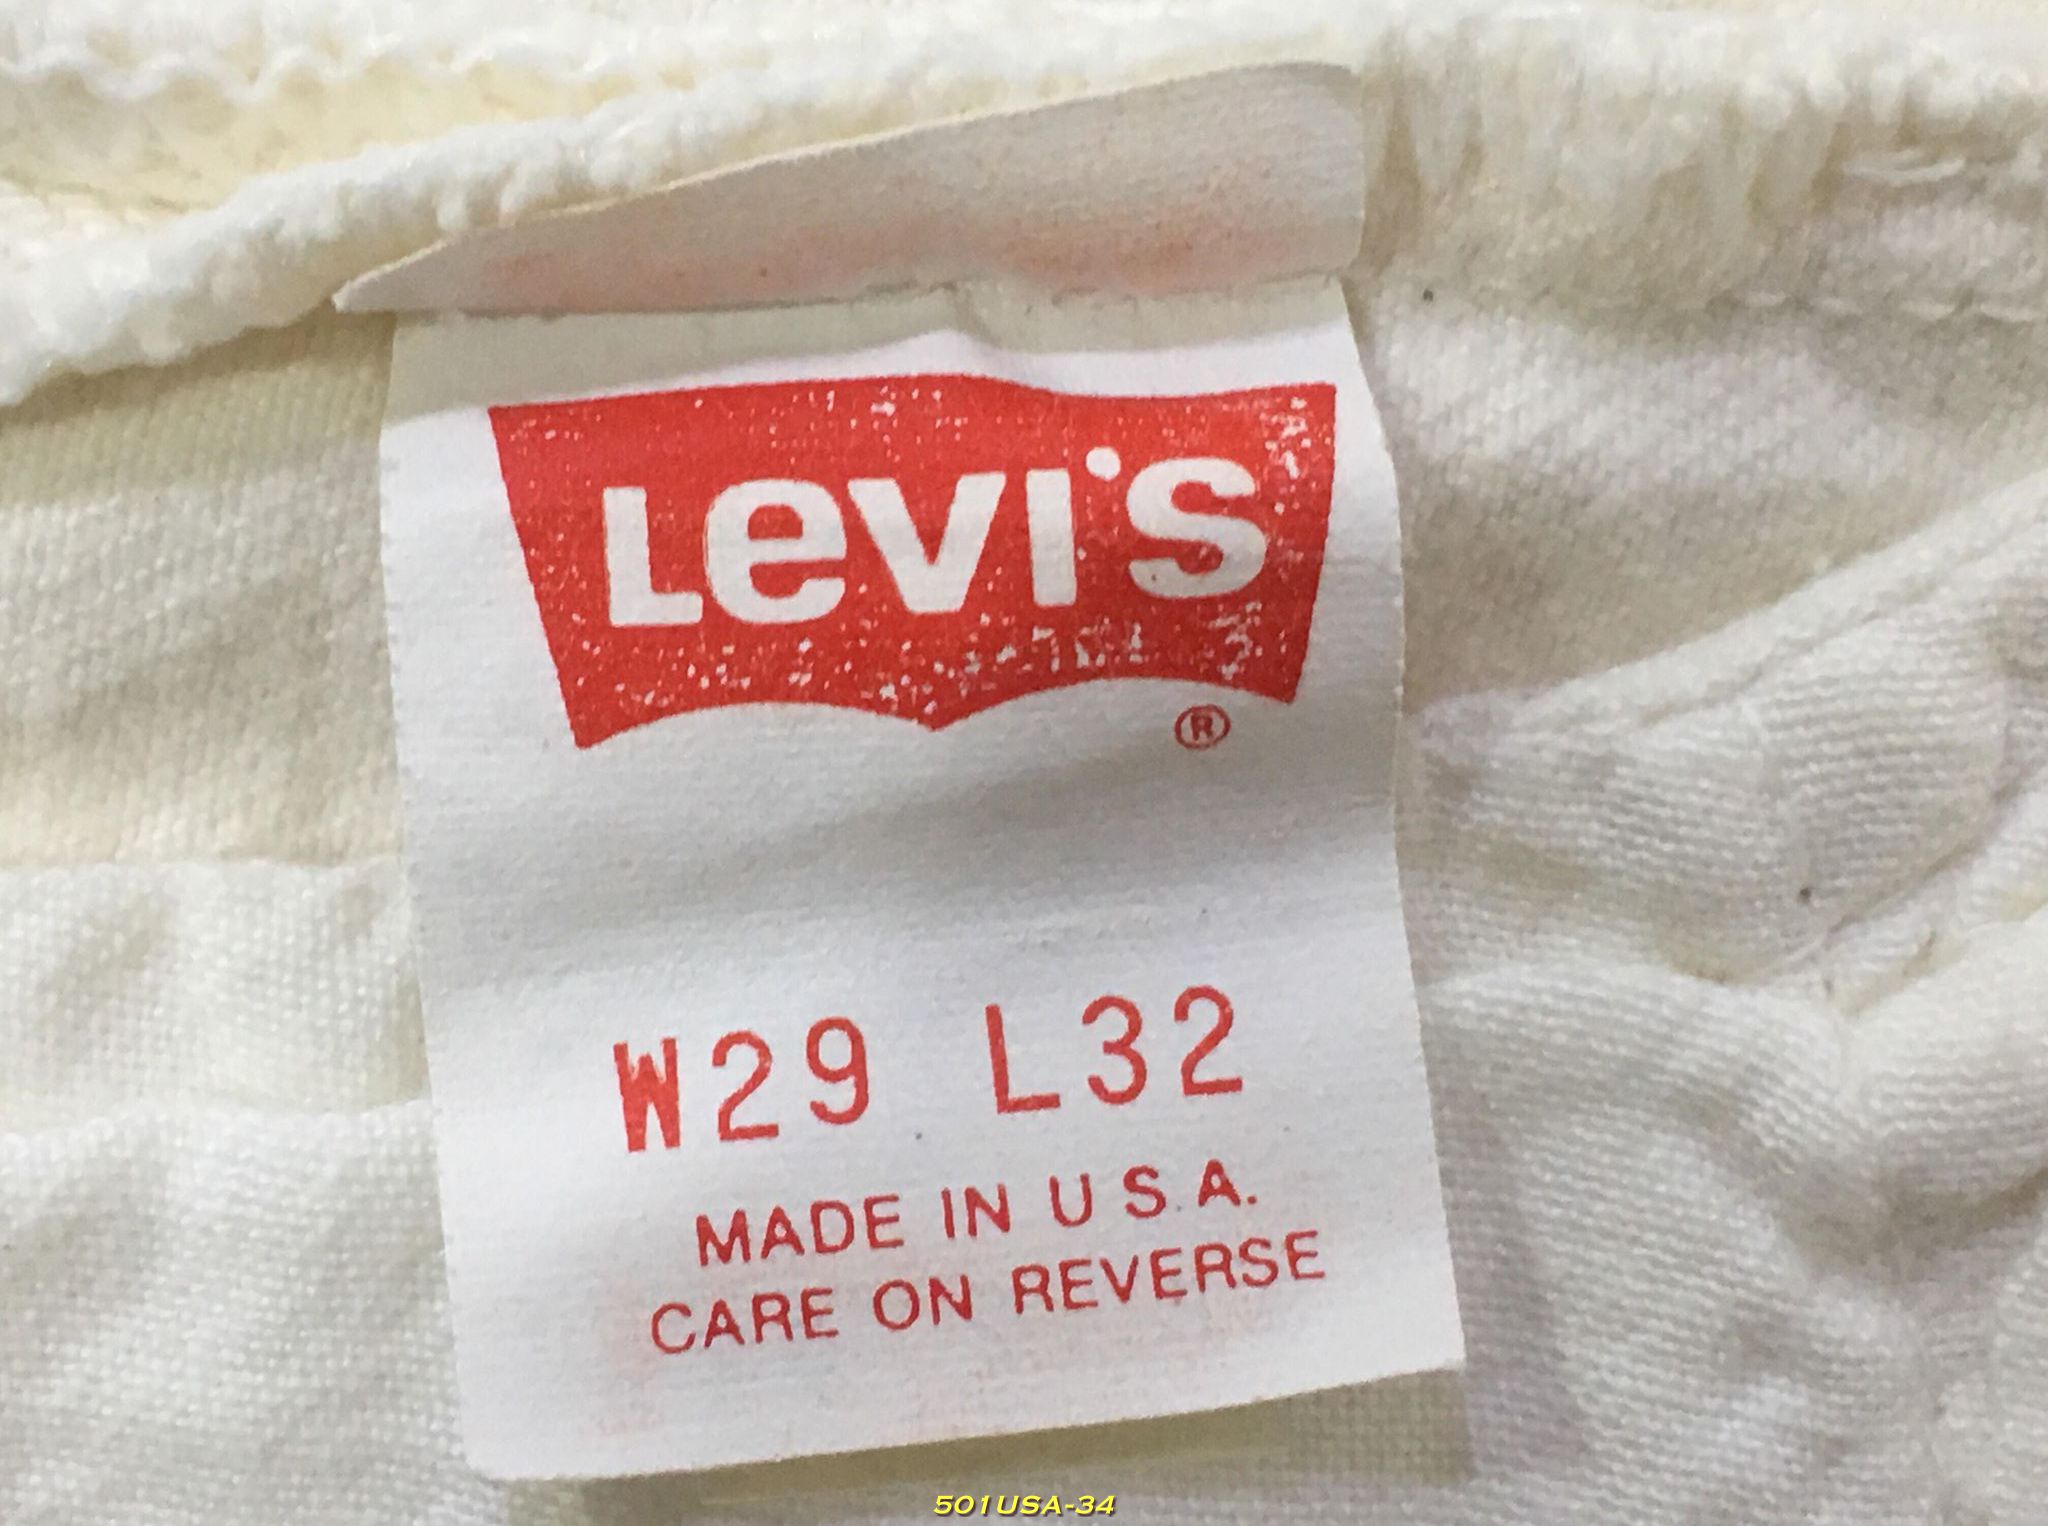 Levi's
®
W29 L32
MADE IN U.S.A.
CARE ON REVERSE
501USA-34